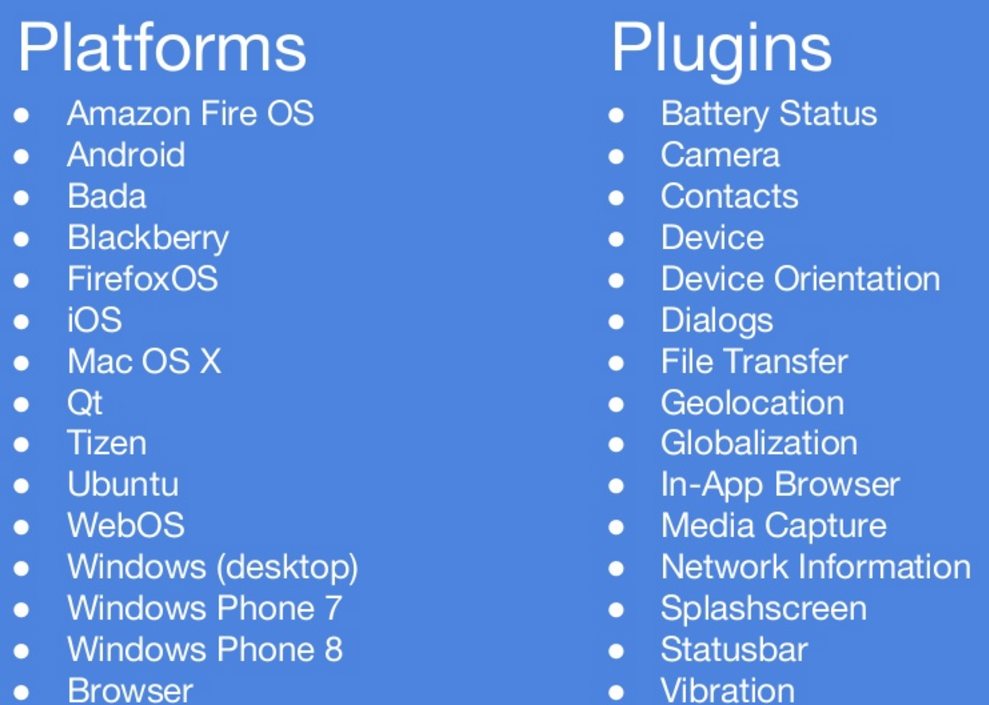 Platforms
● Amazon Fire OS
● Android
● Bada
● Blackberry
● FirefoxOS
● iOS
● Mac OS X
● Qt
● Tizen
● Ubuntu
● WebOS
● Windows (desktop)
● Windows Phone 7
● Windows Phone 8
● Browser
Plugins
● Battery Status
● Camera
● Contacts
● Device
● Device Orientation
● Dialogs
● File Transfer
● Geolocation
● Globalization
● In-App Browser
● Media Capture
● Network Information
● Splashscreen
● Statusbar
● Vibration